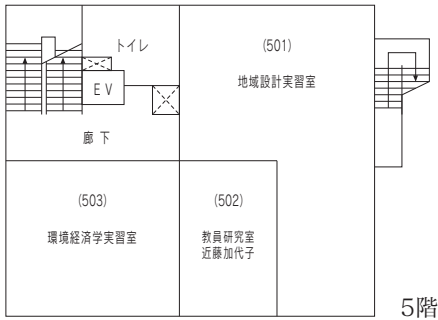 トイレ
(501)
地域設計実習室
EV
廊下
(503)
環境経済学実習室
(502)
教員研究室
近藤加代子
5階